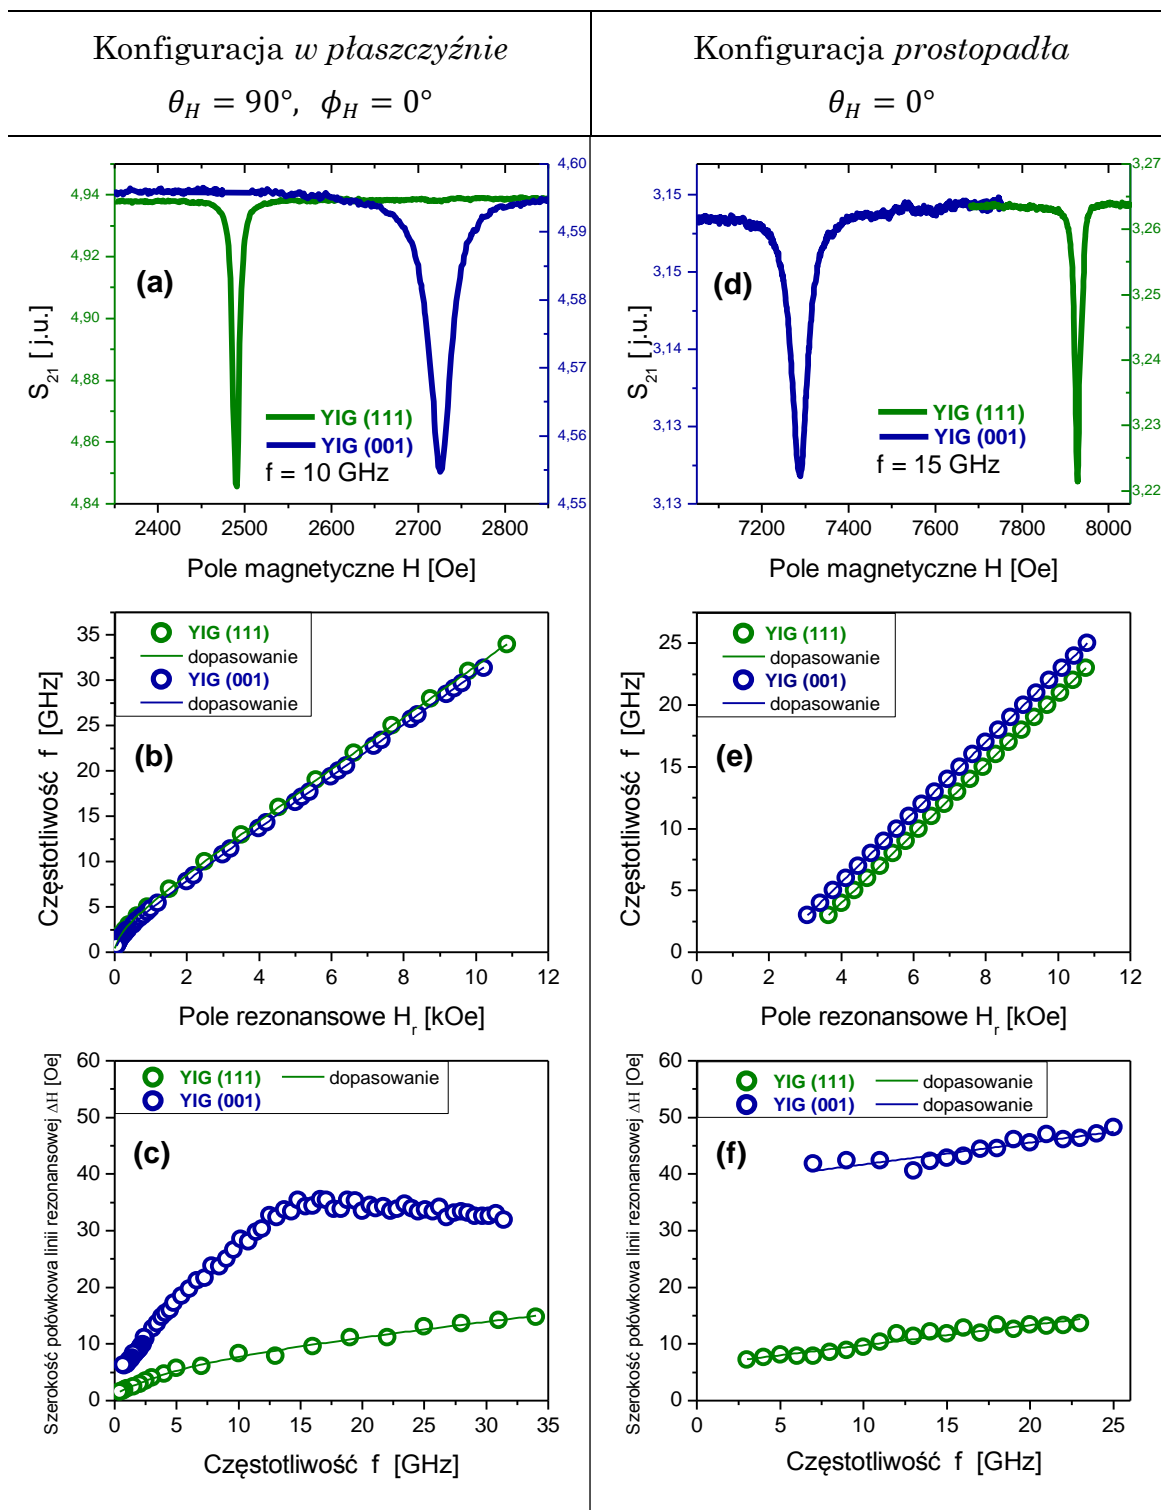 Konfiguracja w płaszczyźnie
θ_H = 90°, ϕ_H = 0°
Konfiguracja prostopadła
θ_H = 0°
4,94
4,92
4,90
4,88
4,86
4,84
S_21 [ j.u.]
4,60
4,59
4,58
4,57
4,56
4,55
(a)
YIG (111)
YIG (001)
f = 10 GHz
2400 2500 2600 2700 2800
Pole magnetyczne H [Oe]
3,15
3,15
3,14
3,13
3,13
S_21 [ j.u.]
3,27
3,26
3,25
3,24
3,23
3,22
(d)
YIG (111)
YIG (001)
f = 15 GHz
7200 7400 7600 7800 8000
Pole magnetyczne H [Oe]
35
30
25
20
15
10
5
0
Częstotliwość f [GHz]
YIG (111)
dopasowanie
YIG (001)
dopasowanie
(b)
0 2 4 6 8 10 12
Pole rezonansowe H_r [kOe]
25
20
15
10
5
0
Częstotliwość f [GHz]
YIG (111)
dopasowanie
YIG (001)
dopasowanie
(e)
0 2 4 6 8 10 12
Pole rezonansowe H_r [kOe]
60
50
40
30
20
10
0
Szerokość połówkowa linii rezonansowej ΔH [Oe]
YIG (111) dopasowanie
YIG (001)
(c)
0 5 10 15 20 25 30 35
Częstotliwość f [GHz]
60
50
40
30
20
10
0
Szerokość połówkowa linii rezonansowej ΔH [Oe]
YIG (111) dopasowanie
YIG (001) dopasowanie
(f)
0 5 10 15 20 25
Częstotliwość f [GHz]